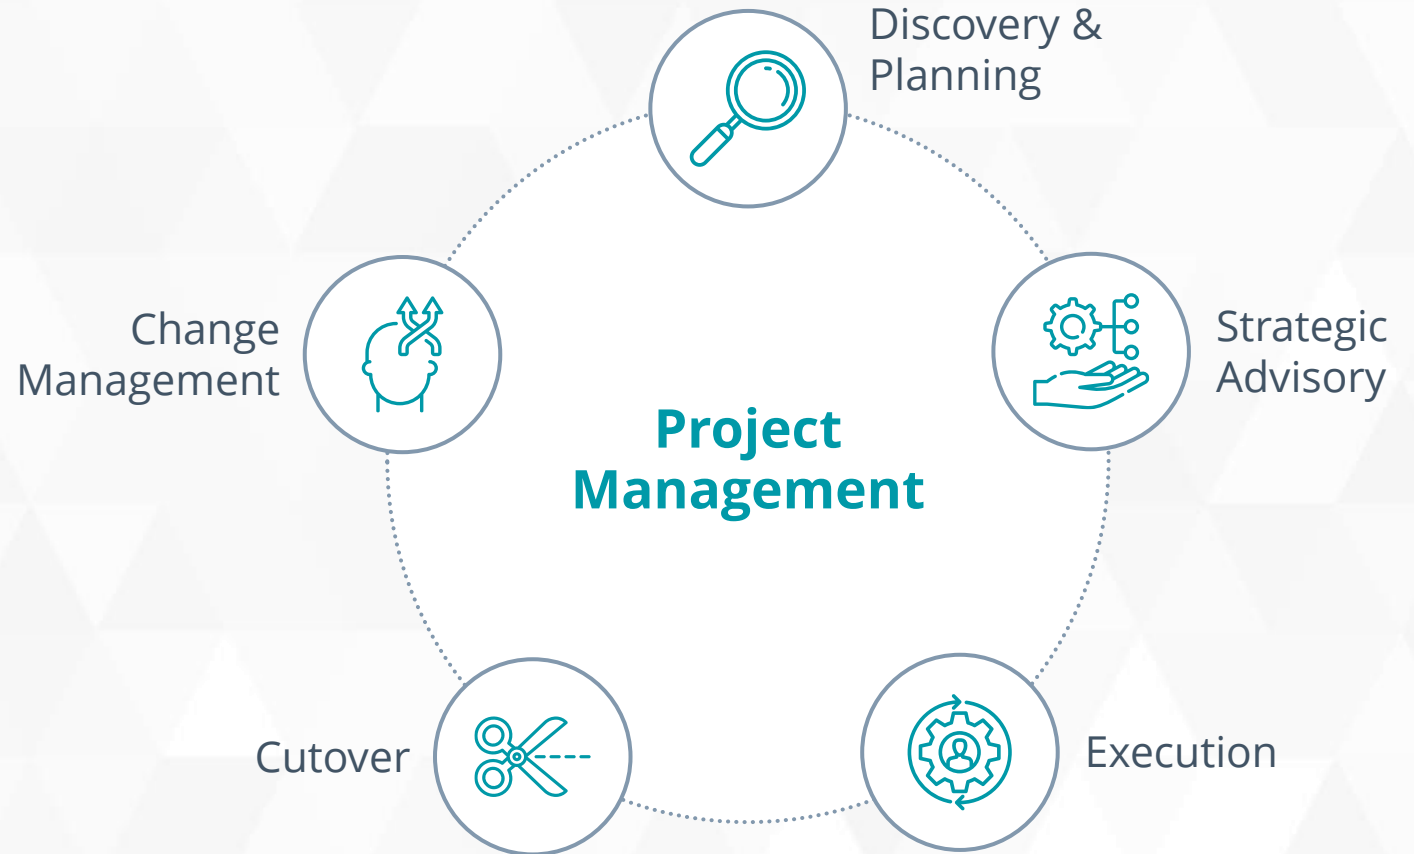 Discovery &
Planning
Strategic
Advisory
Execution
Cutover
Change
Management
Project
Management